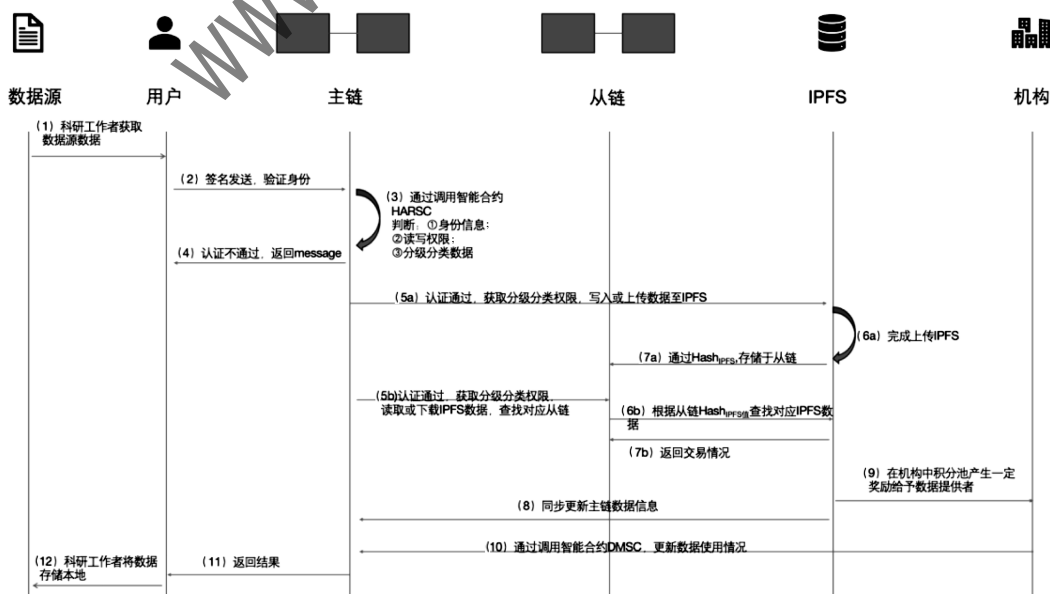 WWW
数据源
用户
主链
从链
IPFS
机构
（1）科研工作者获取
数据源数据
（2）签名发送，验证身份
（3）通过调用智能合约
HARSC
判断：①身份信息；
②读写权限；
③分级分类数据
（4）认证不通过，返回message
（5a）认证通过，获取分级分类权限，写入或上传数据至IPFS
（6a）完成上传IPFS
（7a）通过HashIPFS,存储于从链
（5b)认证通过，获取分级分类权限，
读取或下载IPFS数据，查找对应从链
（6b）根据从链HashIPFS值查找对应IPFS数
据
（7b）返回交易情况
（9）在机构中积分池产生一定
奖励给予数据提供者
（8）同步更新主链数据信息
（10）通过调用智能合约DMSC，更新数据使用情况
（11）返回结果
（12）科研工作者将数据
存储本地